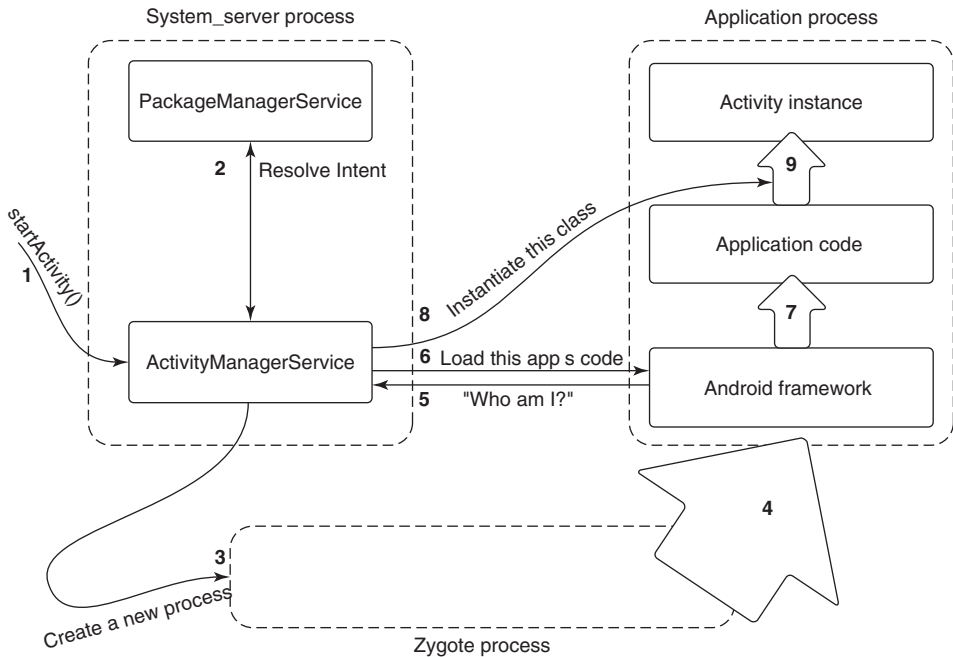 System_server process
Application process
PackageManagerService
Activity instance
2
Resolve Intent
9
startActivity()
1
Instantiate this class
8
Application code
7
ActivityManagerService
6
Load this app s code
5
"Who am I?"
Android framework
4
3
Create a new process
Zygote process